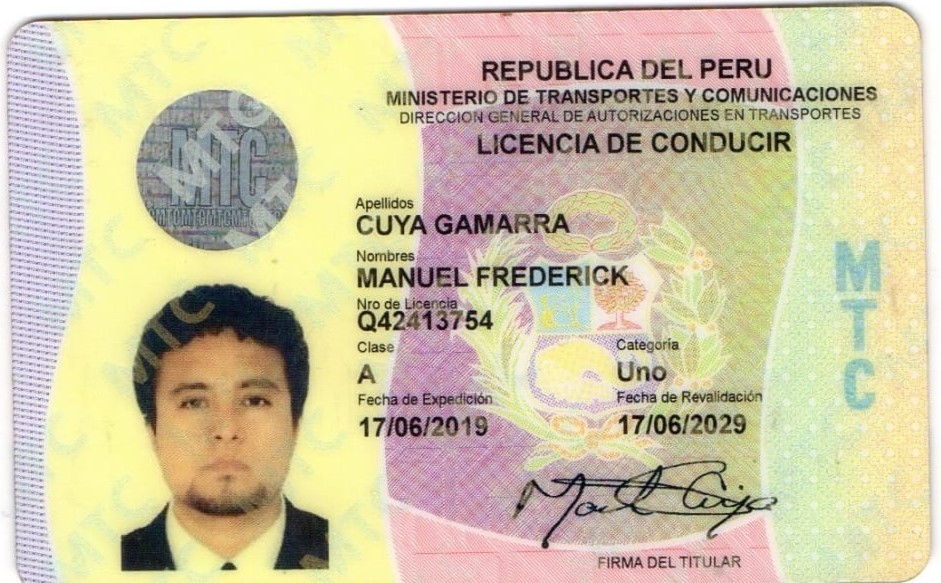 REPUBLICA DEL PERU
MINISTERIO DE TRANSPORTES Y COMUNICACIONES
DIRECCION GENERAL DE AUTORIZACIONES EN TRANSPORTES
LICENCIA DE CONDUCIR
MTC
Apellidos
CUYA GAMARRA
Nombres
MANUEL FREDERICK
Nro de Licencia
Q42413754
Clase Categoría
A Uno
Fecha de Expedición Fecha de Revalidación
17/06/2019 17/06/2029
FIRMA DEL TITULAR
MTC